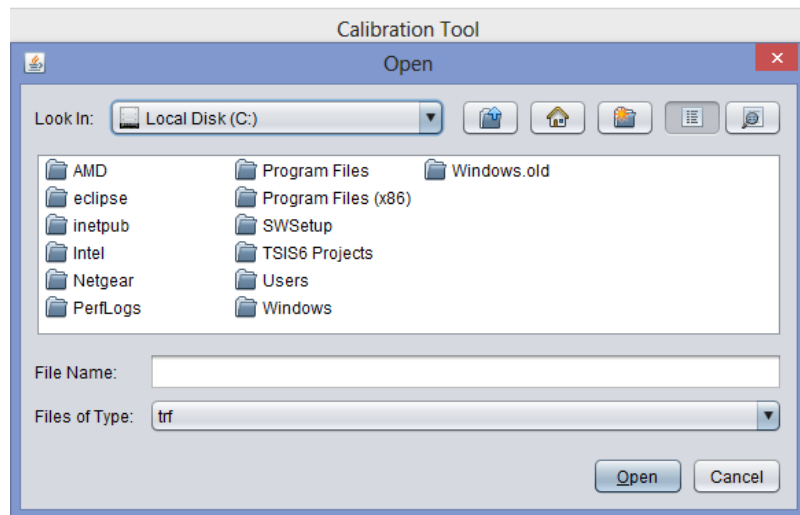 Calibration Tool
Open
Look In: Local Disk (C:)
AMD Program Files Windows.old
eclipse Program Files (x86)
inetpub SWSetup
Intel TSIS6 Projects
Netgear Users
PerfLogs Windows
File Name:
Files of Type: trf
Open Cancel